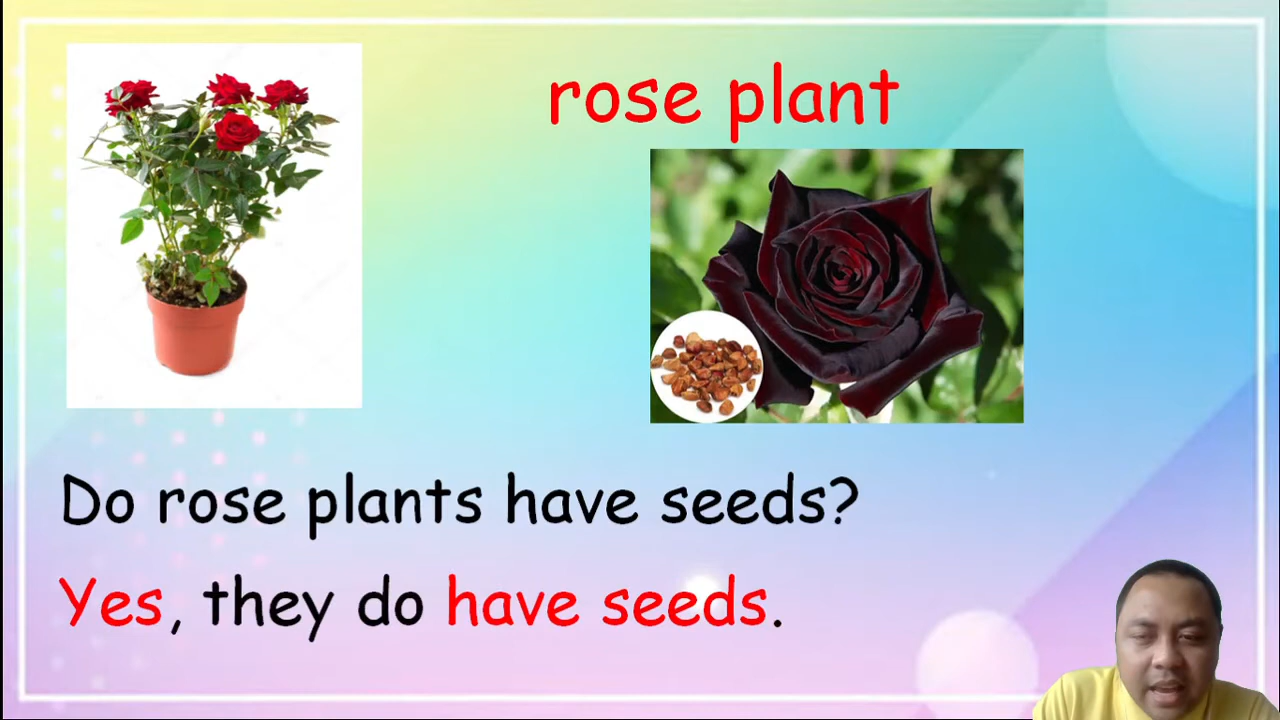 rose plant
Do rose plants have seeds?
Yes, they do have seeds.